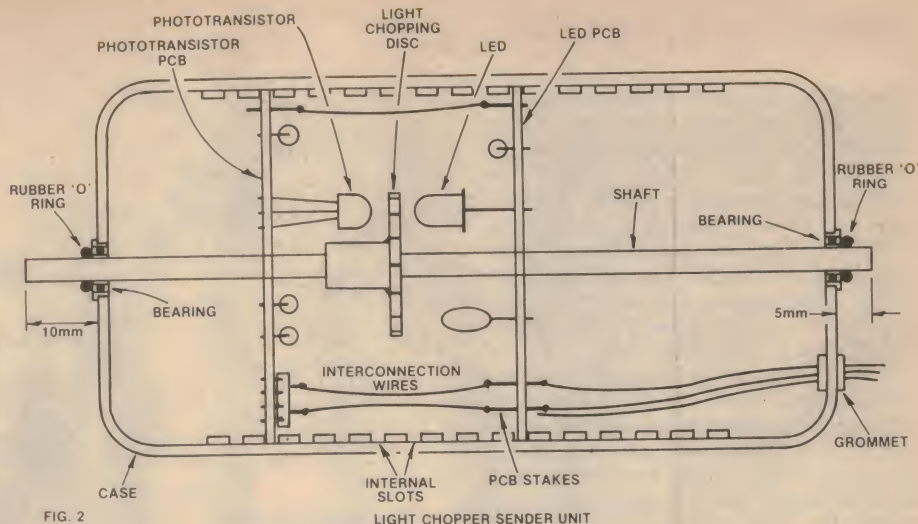 PHOTOTRANSISTOR
LIGHT
CHOPPING
DISC
PHOTOTRANSISTOR
PCB
LED
LED PCB
RUBBER 'O'
RING
SHAFT
BEARING
RUBBER 'O'
RING
BEARING
10mm
5mm
INTERCONNECTION
WIRES
GROMMET
CASE
INTERNAL
SLOTS
PCB STAKES
FIG. 2
LIGHT CHOPPER SENDER UNIT